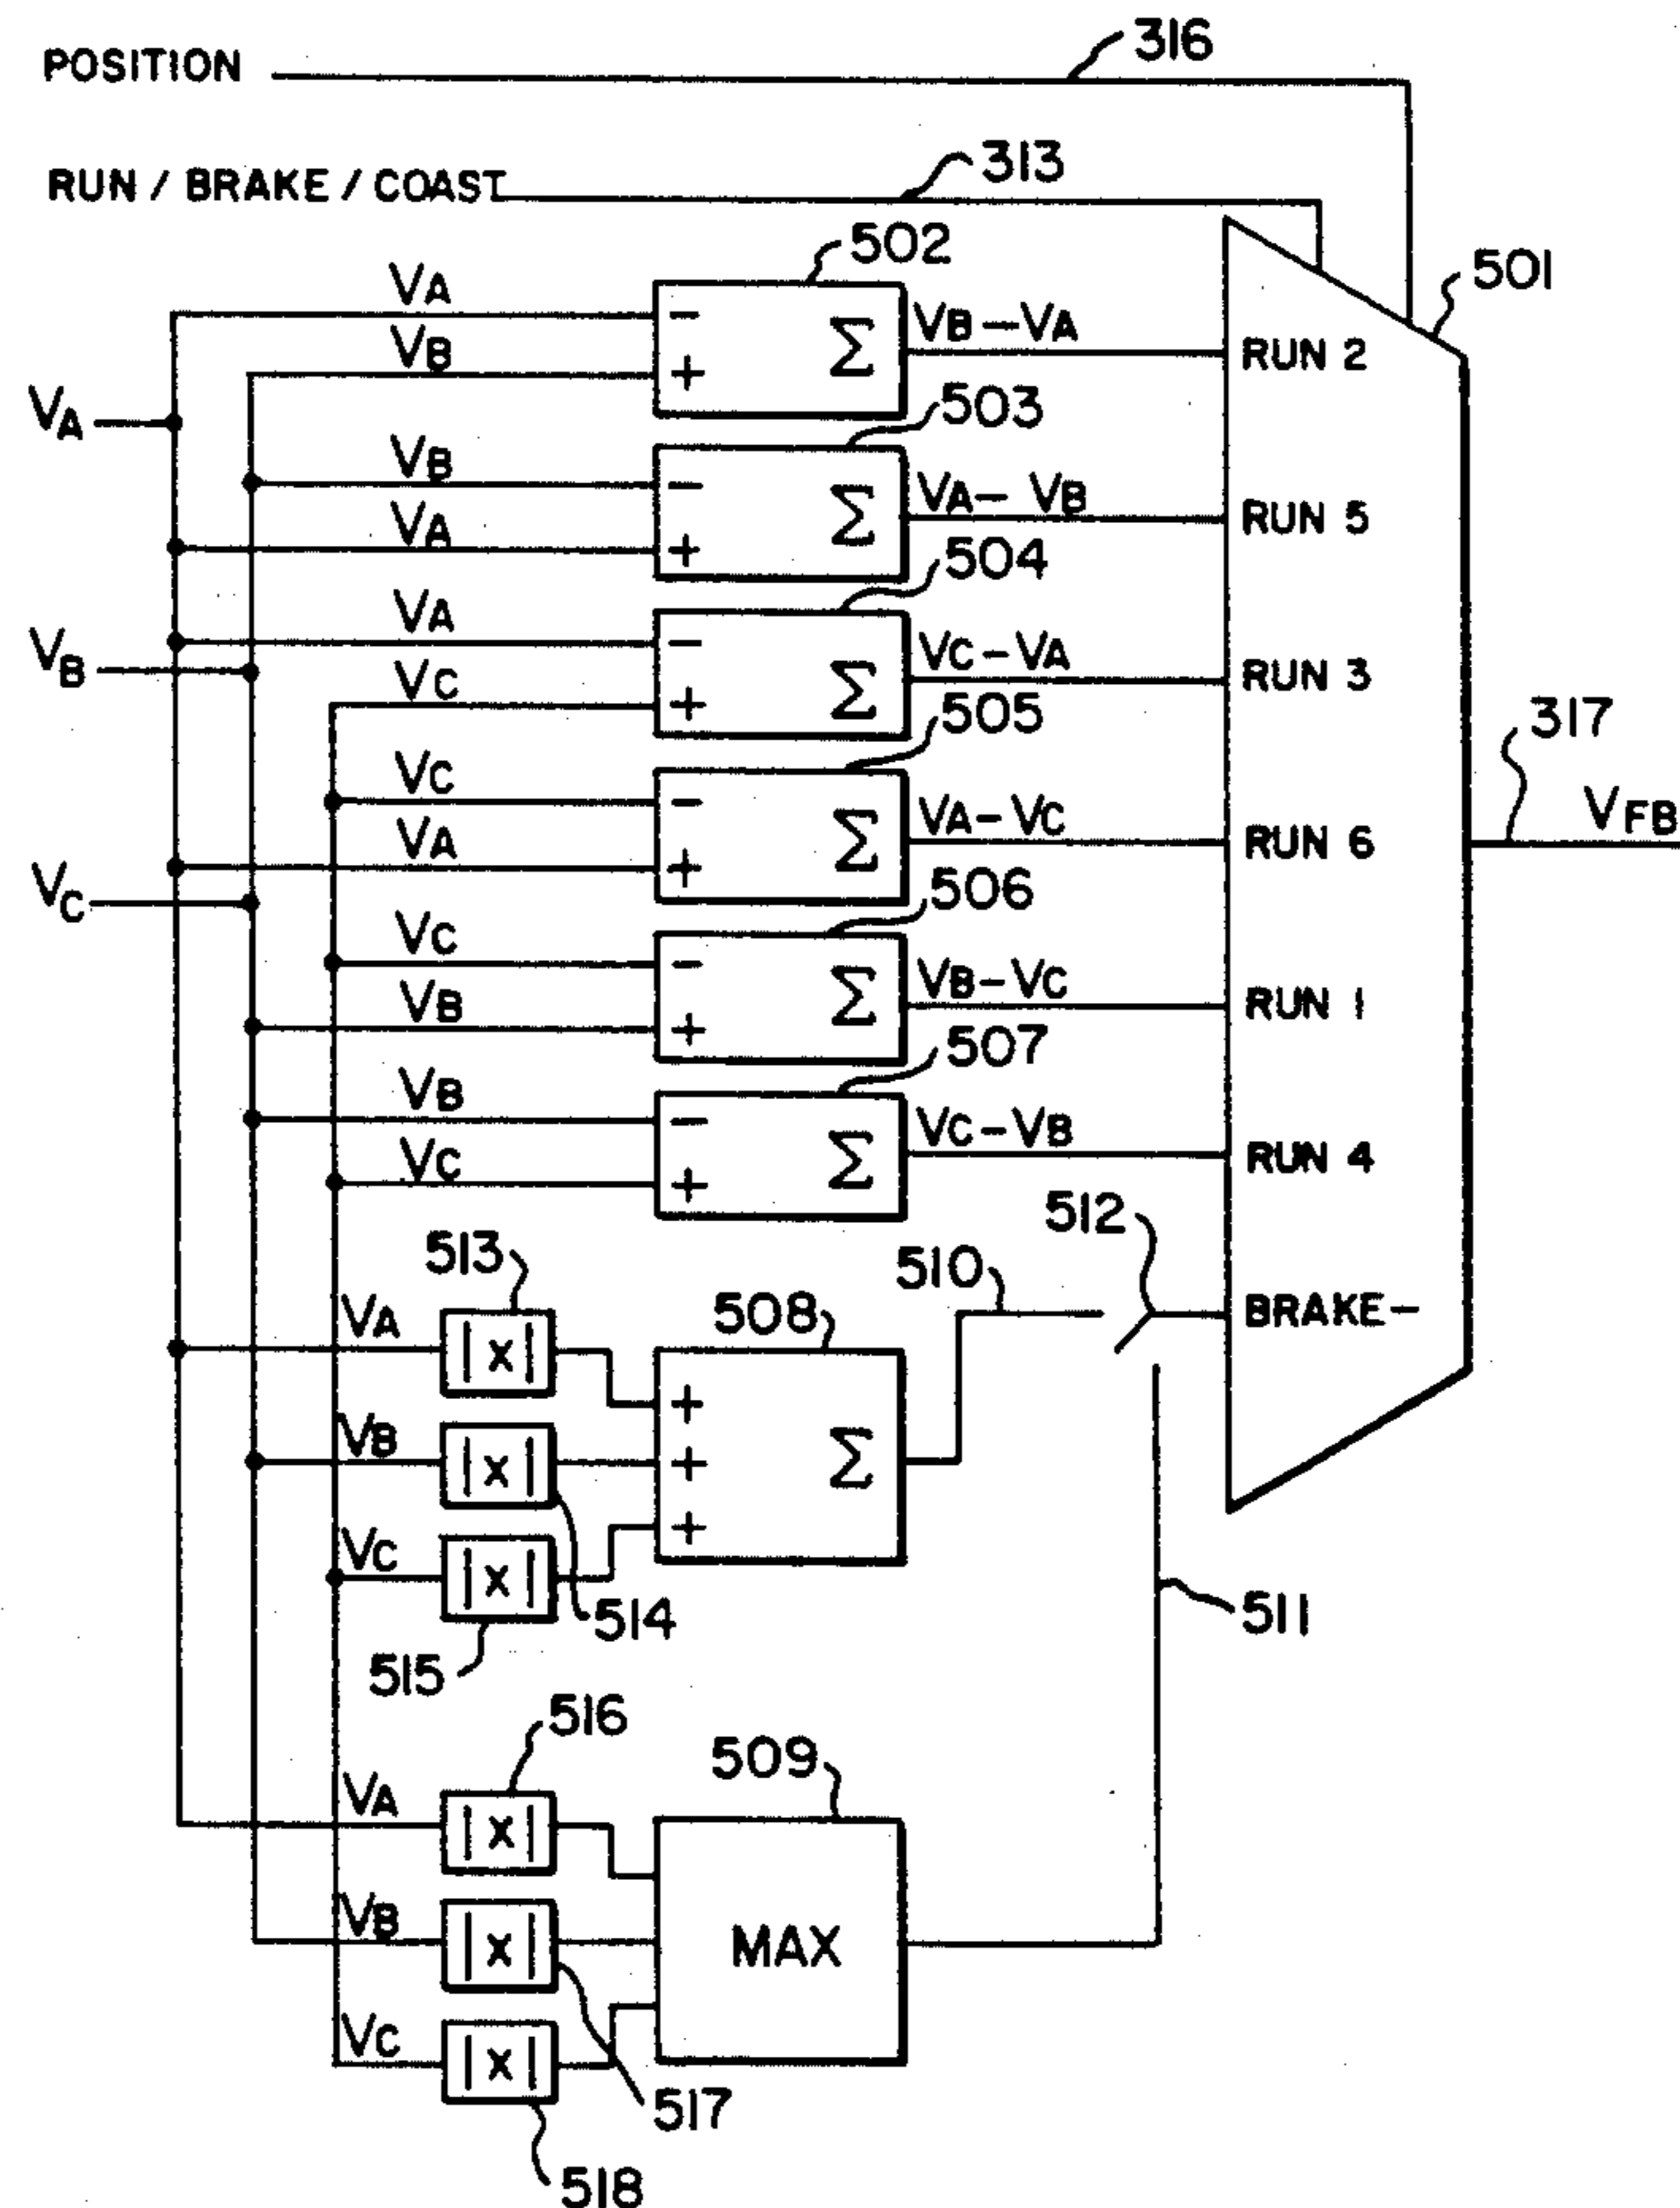 POSITION
316
RUN / BRAKE / COAST
313
502
501
VA
VB
VB-VA
RUN 2
- + Σ
503
VA
VB
VA
VA- VB
RUN 5
- + Σ
504
VB
VA
VC
VC-VA
RUN 3
- + Σ
505
317
VFB
VC
VA
VA-VC
RUN 6
- + Σ
506
VC
VC
VB
VB-VC
RUN 1
- + Σ
507
VB
VC
VC-VB
RUN 4
- + Σ
512
513
510
508
BRAKE-
VA
|X|
VB
|X|
VC
|X|
+ + + Σ
514
511
515
516
509
VA
|X|
VB
|X|
MAX
VC
|X|
517
518